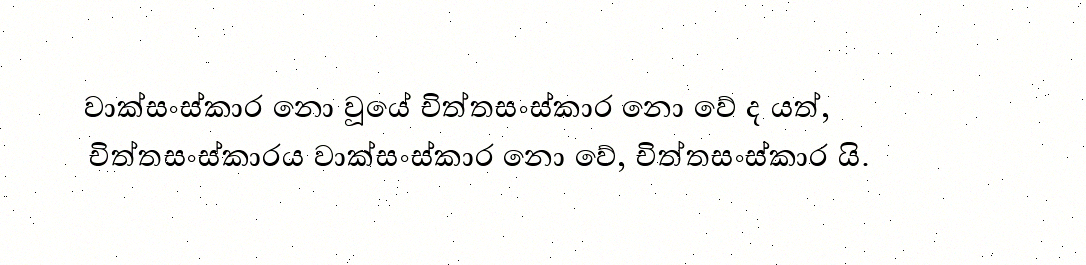 වාක්සංස්කාර නො වූයේ චිත්තසංස්කාර නො වේ ද යත්,
චිත්තසංස්කාරය වාක්සංස්කාර නො වේ, චිත්තසංස්කාර යි.